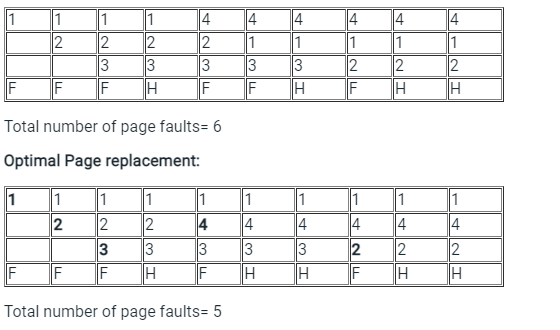 1 1 1 1 4 4 4 4 4 4
2 2 2 2 1 1 1 1 1
3 3 3 3 3 2 2 2
F F F H F F H F H H
Total number of page faults= 6
Optimal Page replacement:
1 1 1 1 1 1 1 1 1 1
2 2 2 4 4 4 4 4 4
3 3 3 3 3 2 2 2
F F F H F H H F H H
Total number of page faults= 5